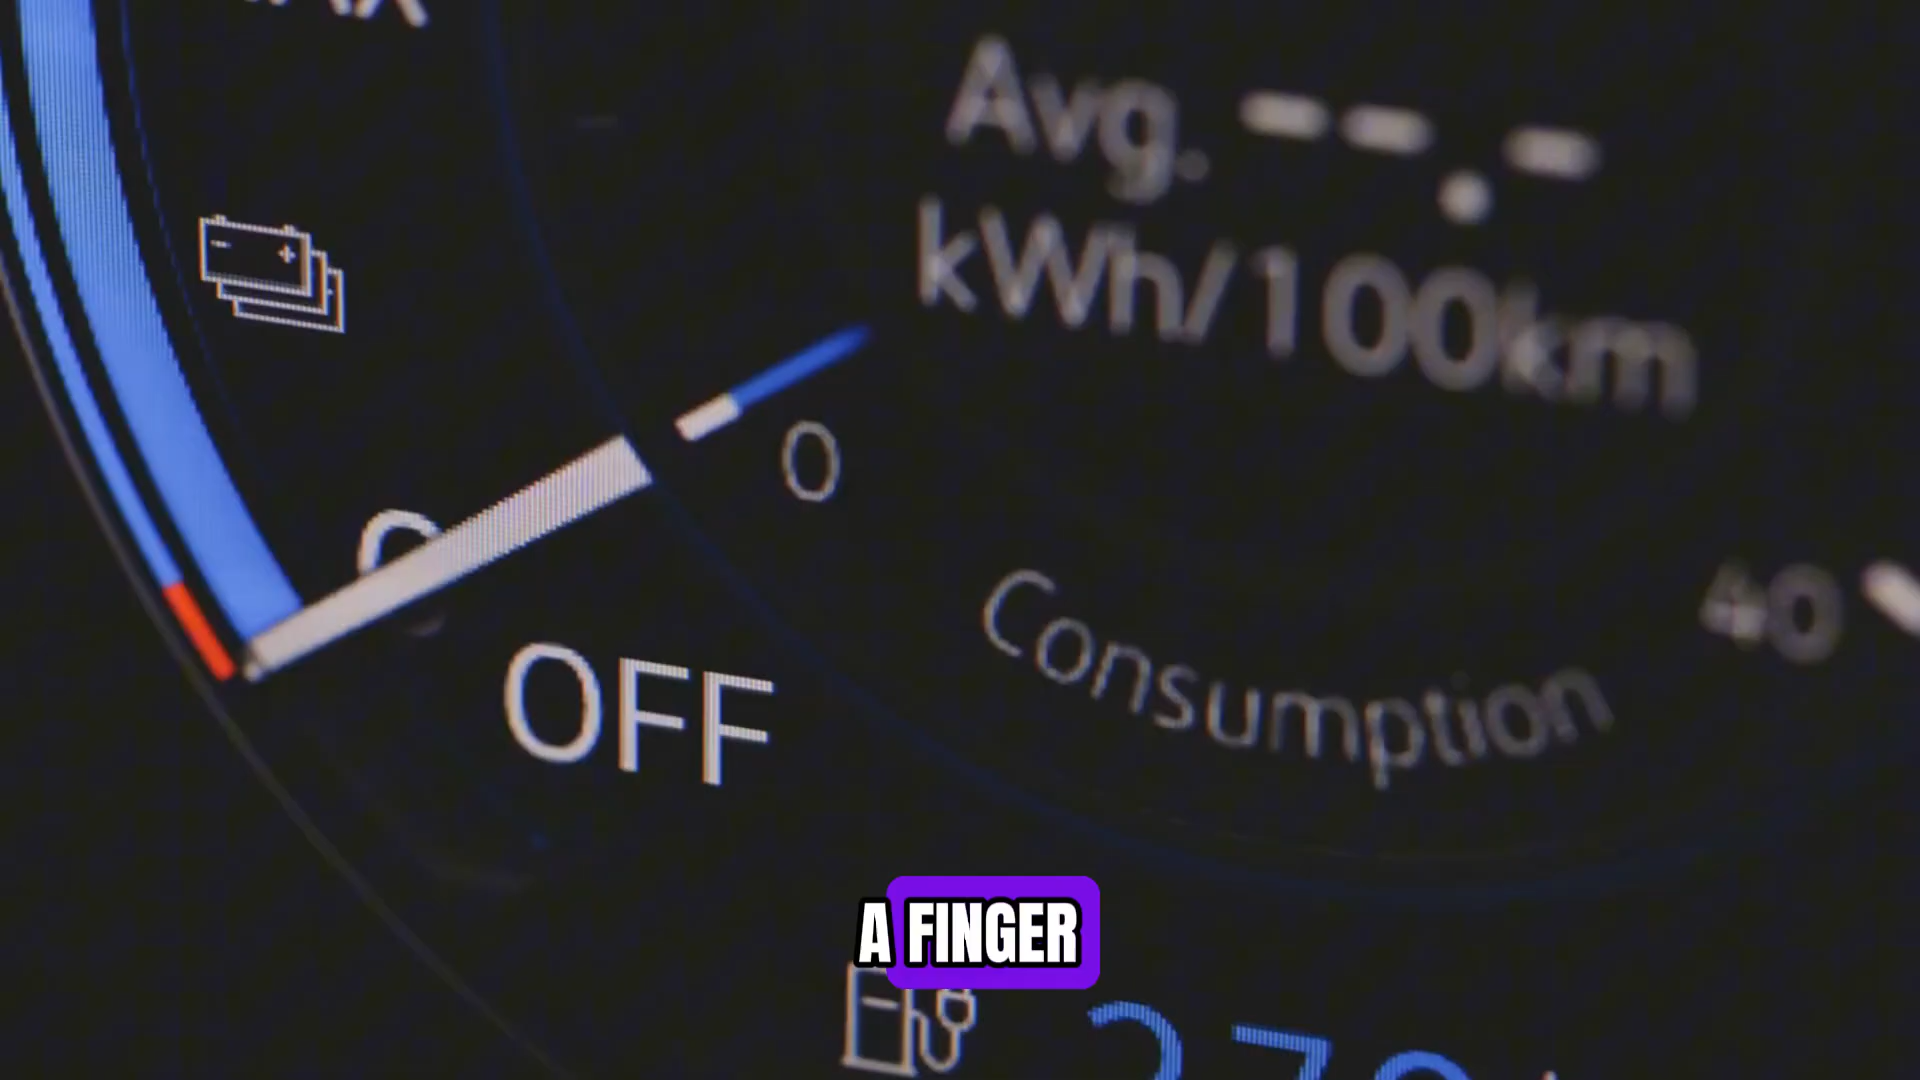 Avg. --.-
kWh/100km
0
40
Consumption
OFF
A FINGER